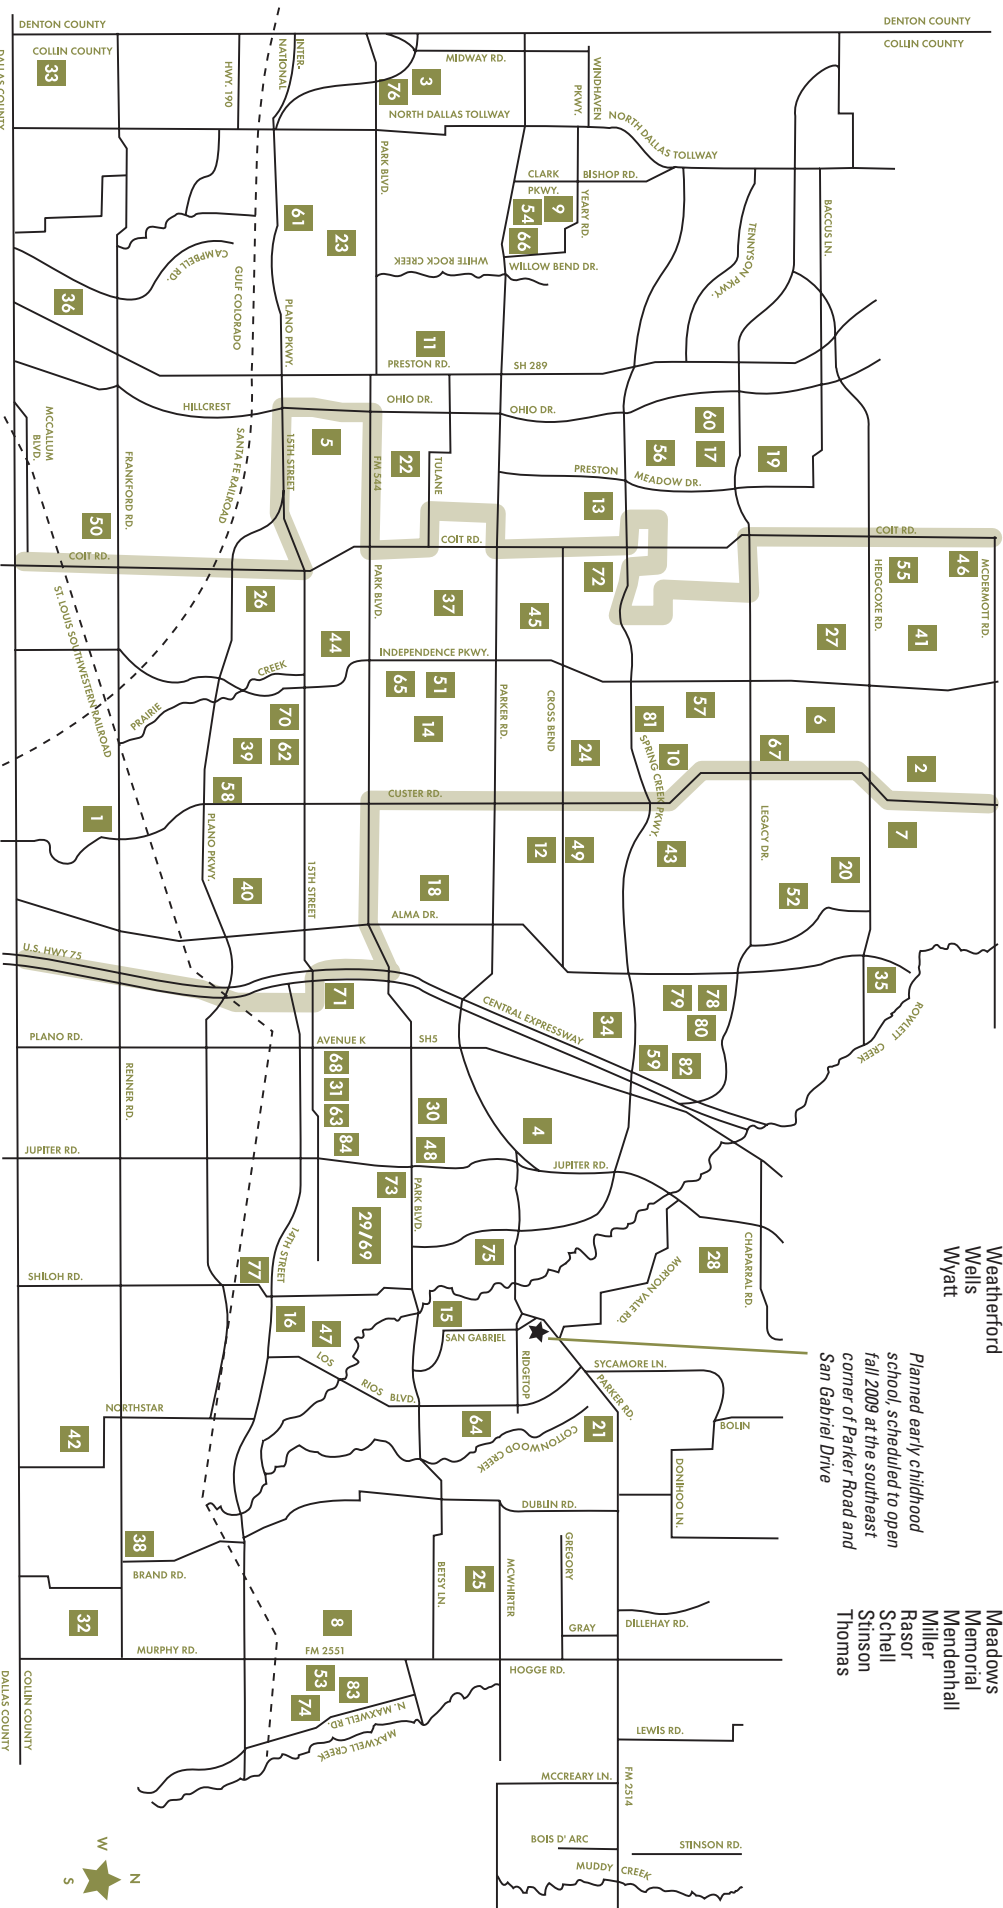 DENTON COUNTY
COLLIN COUNTY
DALLAS COUNTY
33
HWY. 190
INTER-
NATIONAL
76
3
MIDWAY RD.
NORTH DALLAS TOLLWAY
WINDHAVEN
PKWY.
NORTH DALLAS TOLLWAY
DENTON COUNTY
COLLIN COUNTY
PARK BLVD.
CLARK
PKWY.
BISHOP RD.
YEARY RD.
54
9
66
WILLOW BEND DR.
WHITE ROCK CREEK
61
23
CAMPBELL RD.
GULF COLORADO
36
PLANO PKWY.
11
PRESTON RD.
SH 289
TENNYSON PKWY.
BACCUS LN.
HILLCREST
OHIO DR.
OHIO DR.
MCCALLUM
BLVD.
FRANKFORD RD.
SANTA FE RAILROAD
15TH STREET
5
FM 544
22
TULANE
PRESTON
MEADOW DR.
60
17
56
19
13
50
COIT RD.
COIT RD.
COIT RD.
ST. LOUIS SOUTHWESTERN RAILROAD
26
PARK BLVD.
37
45
72
HEDGCOXE RD.
55
46
MCDERMOTT RD.
44
27
41
INDEPENDENCE PKWY.
PRAIRIE
CREEK
65
51
14
PARKER RD.
CROSS BEND
57
81
SPRING CREEK PKWY.
10
24
6
67
2
70
62
39
58
CUSTER RD.
1
PLANO PKWY.
15TH STREET
LEGACY DR.
7
12
49
43
20
52
40
18
ALMA DR.
U.S. HWY 75
71
CENTRAL EXPRESSWAY
34
79
78
80
59
82
35
ROWLETT
CREEK
PLANO RD.
RENNER RD.
AVENUE K
SH5
68
31
63
84
30
48
4
JUPITER RD.
JUPITER RD.
73
PARK BLVD.
29/69
75
14TH STREET
77
SHILOH RD.
MORTON VALE RD.
28
CHAPARRAL RD.
16
47
15
SAN GABRIEL
RIDGETOP
LOS
RIOS BLVD.
SYCAMORE LN.
PARKER RD.
BOLIN
NORTHSTAR
42
64
COTTONWOOD CREEK
21
DONIHOO LN.
DUBLIN RD.
38
BRAND RD.
BETSY LN.
25
MCWHIRTER
GREGORY
GRAY
DILLEHAY RD.
32
8
MURPHY RD.
FM 2551
HOGGE RD.
COLLIN COUNTY
DALLAS COUNTY
53
83
74
N. MAXWELL RD.
MAXWELL CREEK
LEWIS RD.
MCCREARY LN.
FM 2514
BOIS D' ARC
STINSON RD.
MUDDY CREEK
Weatherford
Wells
Wyatt
Planned early childhood
school, scheduled to open
fall 2009 at the southeast
corner of Parker Road and
San Gabriel Drive
Meadows
Memorial
Mendenhall
Miller
Rasor
Schell
Stinson
Thomas
W
N
S